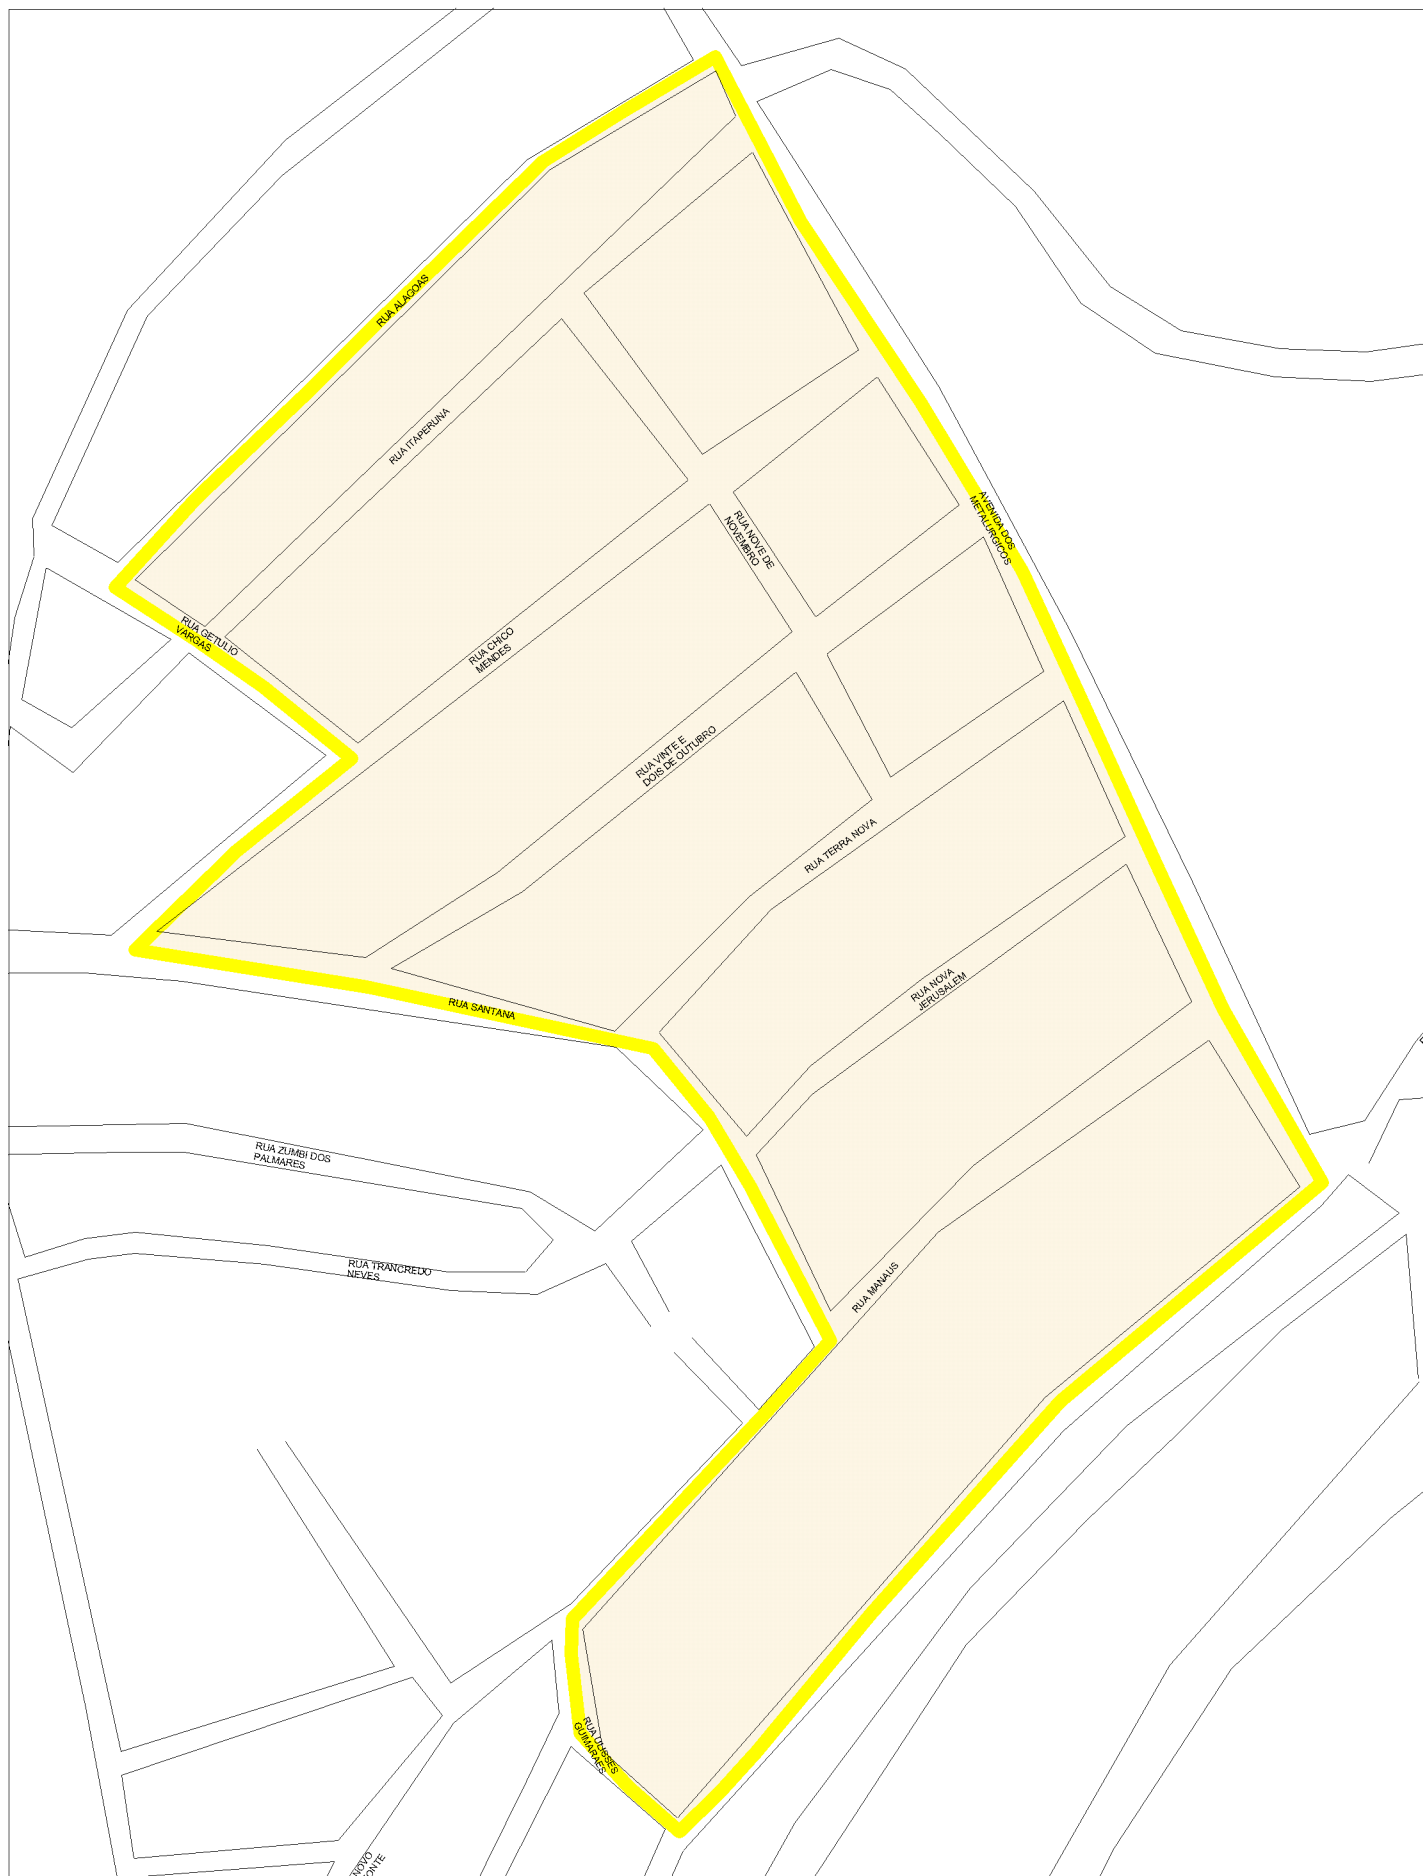 RUA ALAGOAS
RUA ITAPERUNA
RUA NOVE DE
NOVEMBRO
AVENIDA DOS
METALURGICOS
RUA GETULIO
VARGAS
RUA CHICO
MENDES
RUA VINTE E
DOIS DE OUTUBRO
RUA TERRA NOVA
RUA NOVA
JERUSALEM
RUA SANTANA
RUA ZUMBI DOS
PALMARES
RUA TRANCREDO
NEVES
RUA MANAUS
RUA ULISSES
GUIMARAES
NOVO
ONTE